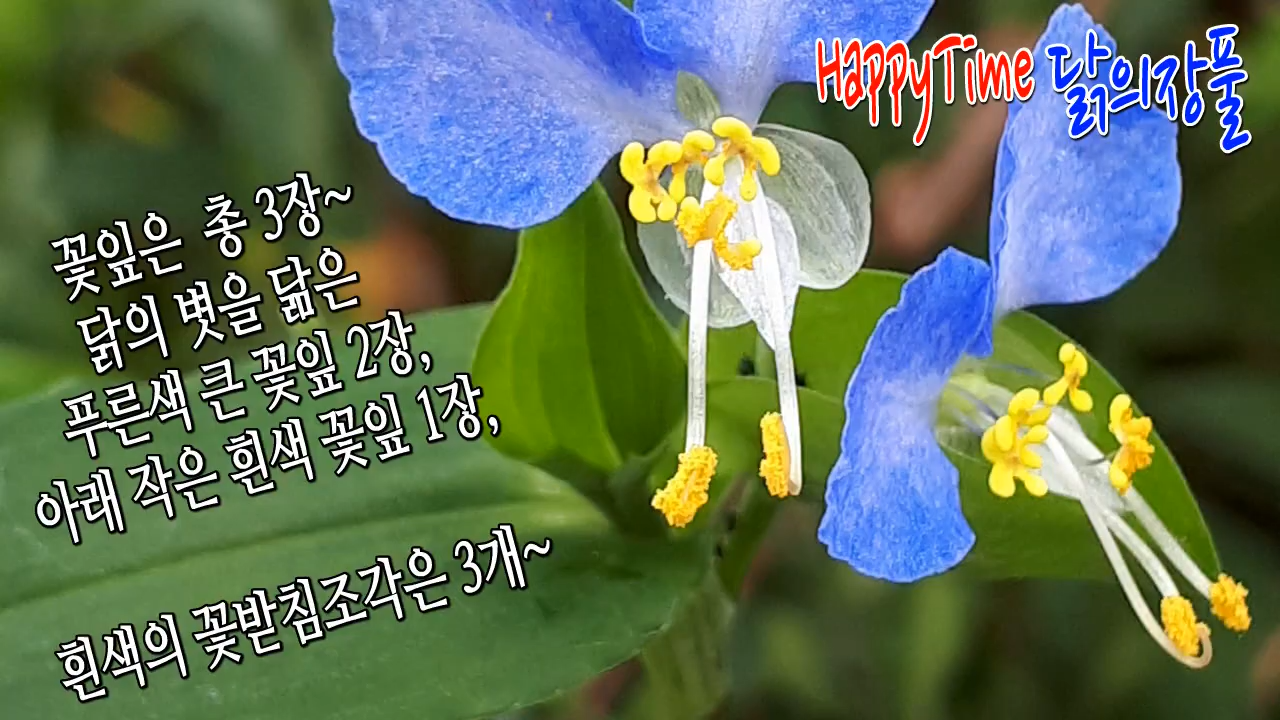 HappyTime 닭의장풀
꽃잎은 총 3장~
닭의 볏을 닮은
푸른색 큰 꽃잎 2장,
아래 작은 흰색 꽃잎 1장,
흰색의 꽃받침조각은 3개~